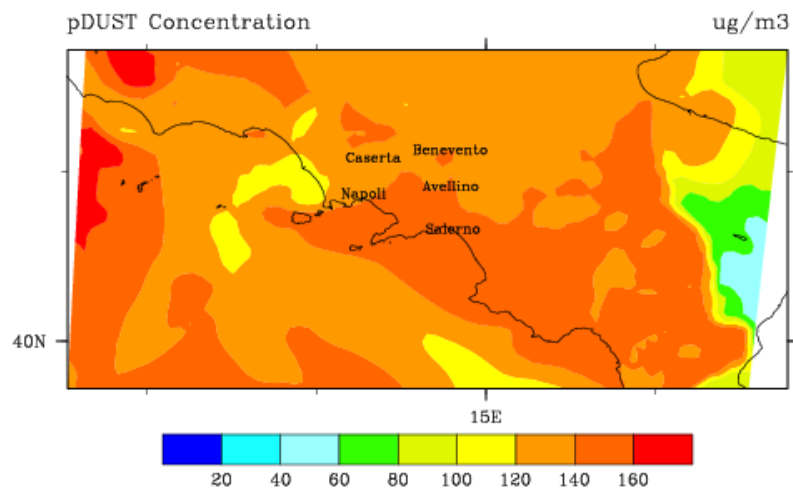 pDUST Concentration ug/m3
Benevento
Caserta
Avellino
Napoli
Salerno
40N
15E
20 40 60 80 100 120 140 160